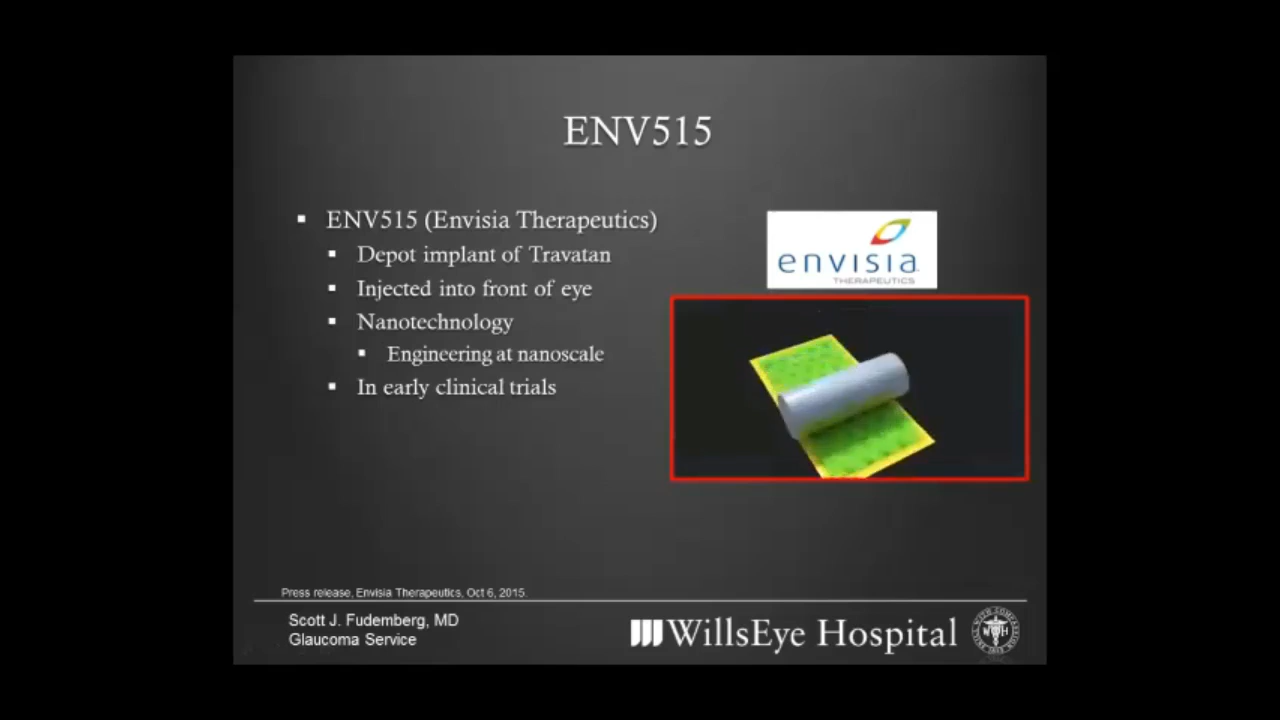 ENV515
ENV515 (Envisia Therapeutics)
Depot implant of Travatan
Injected into front of eye
Nanotechnology
Engineering at nanoscale
In early clinical trials
envisia
THERAPEUTICS
Press release, Envisia Therapeutics, Oct 6, 2015.
Scott J. Fudemberg, MD
Glaucoma Service
WillsEye Hospital